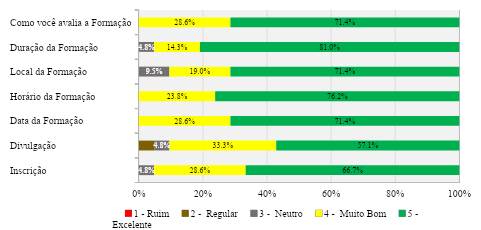 Como você avalia a Formação 28.6% 71.4%
Duração da Formação 4.8% 14.3% 81.0%
Local da Formação 9.5% 19.0% 71.4%
Horário da Formação 23.8% 76.2%
Data da Formação 28.6% 71.4%
Divulgação 4.8% 33.3% 57.1%
Inscrição 4.8% 28.6% 66.7%
0% 20% 40% 60% 80% 100%
1 - Ruim 2 - Regular 3 - Neutro 4 - Muito Bom 5 -
Excelente